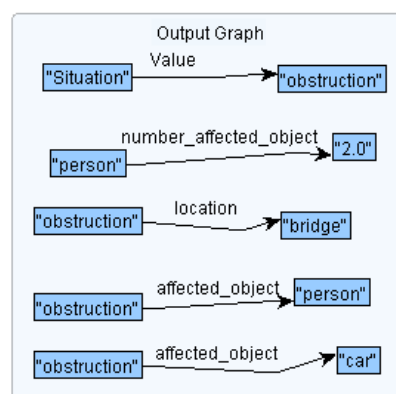 Output Graph
Value
"Situation" "obstruction"
number_affected_object
"person" "2.0"
location
"obstruction" "bridge"
affected_object
"obstruction" "person"
affected_object
"obstruction" "car"